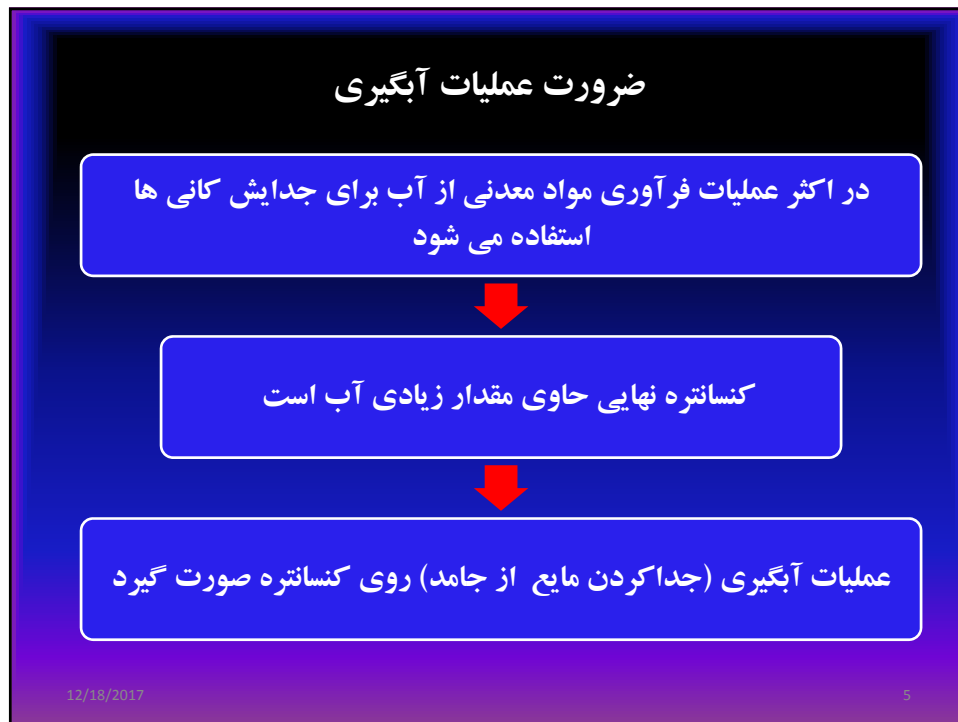 ضرورت عملیات آبگیری
در اکثر عملیات فرآوری مواد معدنی از آب برای جدایش کانی ها
استفاده می شود
کنسانتره نهایی حاوی مقدار زیادی آب است
عملیات آبگیری (جداکردن مایع از جامد) روی کنسانتره صورت گیرد
12/18/2017
5